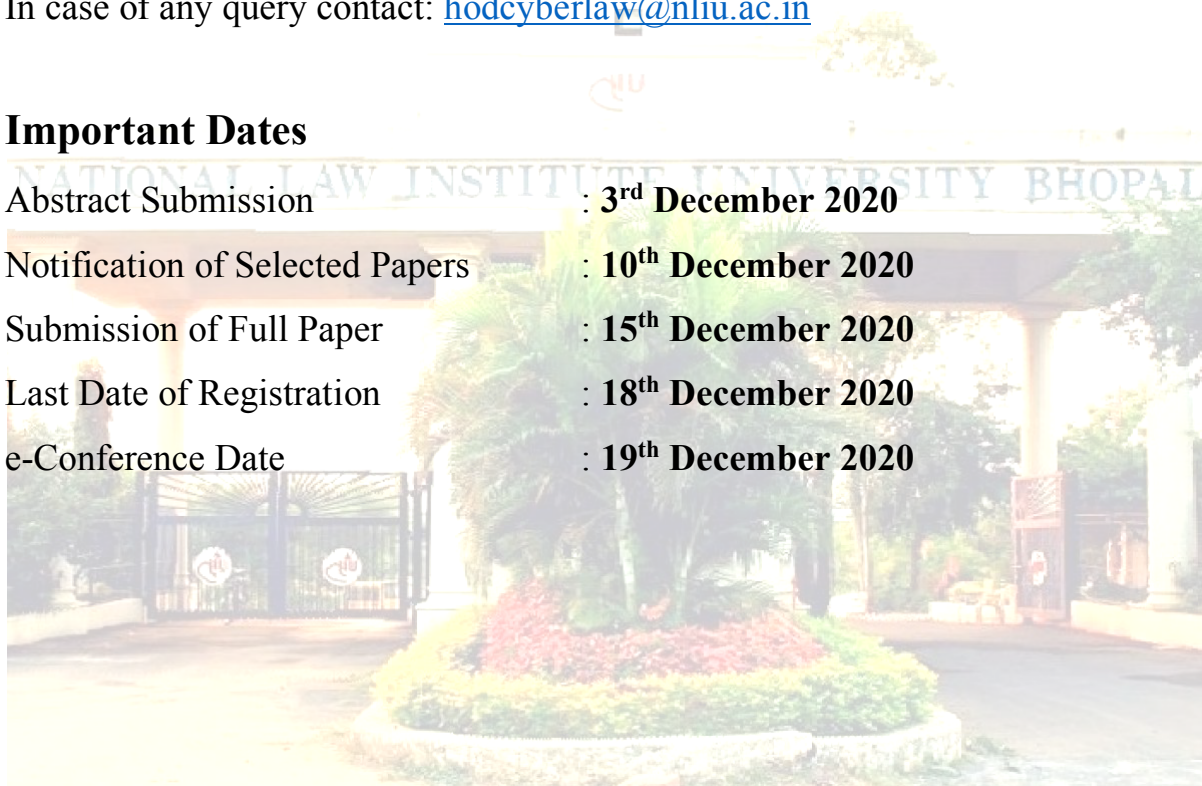 In case of any query contact: hodcyberlaw@nliu.ac.in
Important Dates
NATIONAL LAW INSTITUTE UNIVERSITY BHOPAL
Abstract Submission : 3rd December 2020
Notification of Selected Papers : 10th December 2020
Submission of Full Paper : 15th December 2020
Last Date of Registration : 18th December 2020
e-Conference Date : 19th December 2020